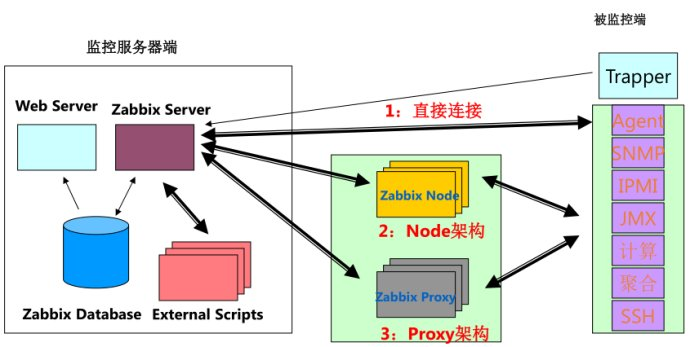 被监控端
监控服务器端
Trapper
Web Server
Zabbix Server
1：直接连接
Agent
SNMP
IPMI
JMX
计算
聚合
SSH
Zabbix Node
2：Node架构
Zabbix Proxy
3：Proxy架构
Zabbix Database
External Scripts